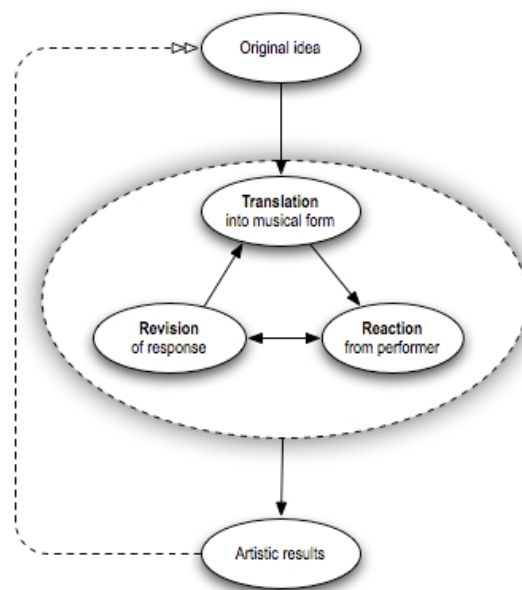 Original idea
Translation
into musical form
Revision
of response
Reaction
from performer
Artistic results